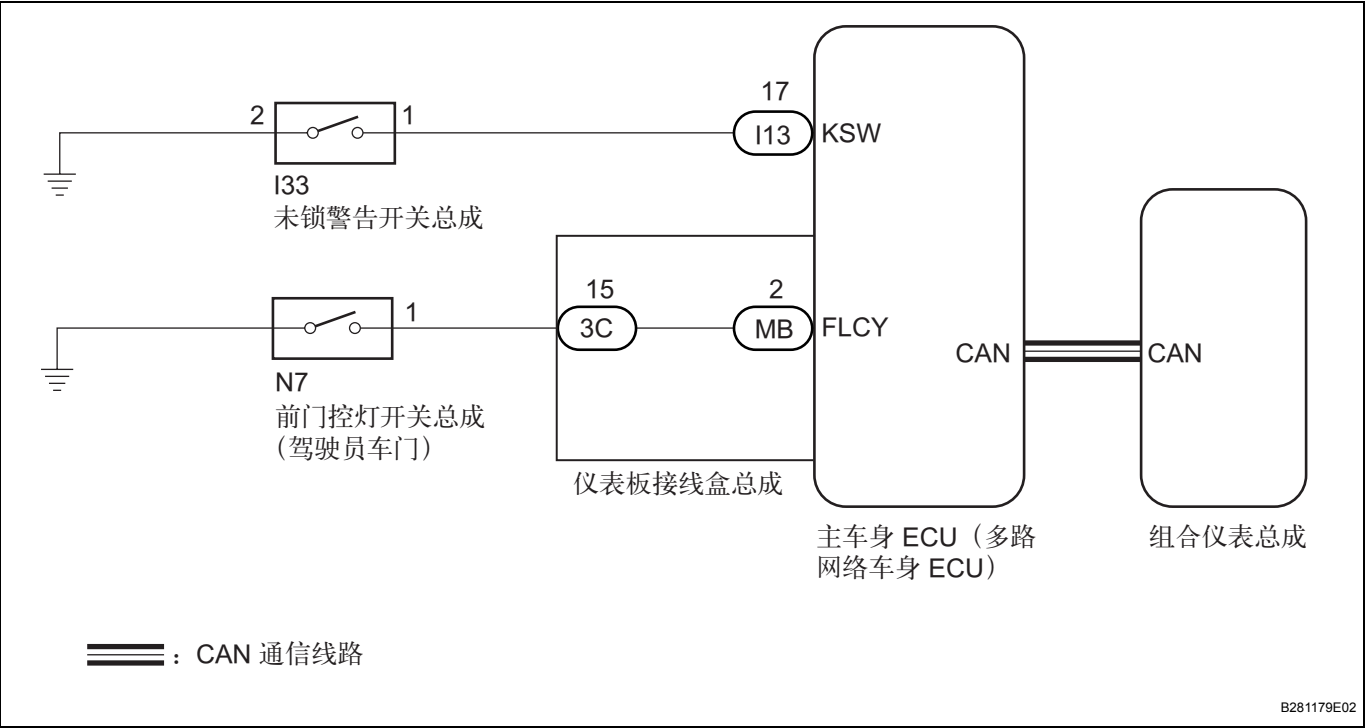 17
2
1
I13
KSW
I33
未锁警告开关总成
15
2
1
3C
MB
FLCY
N7
前门控灯开关总成
（驾驶员车门）
CAN
CAN
仪表板接线盒总成
主车身 ECU（多路
网络车身 ECU）
组合仪表总成
：CAN 通信线路
B281179E02